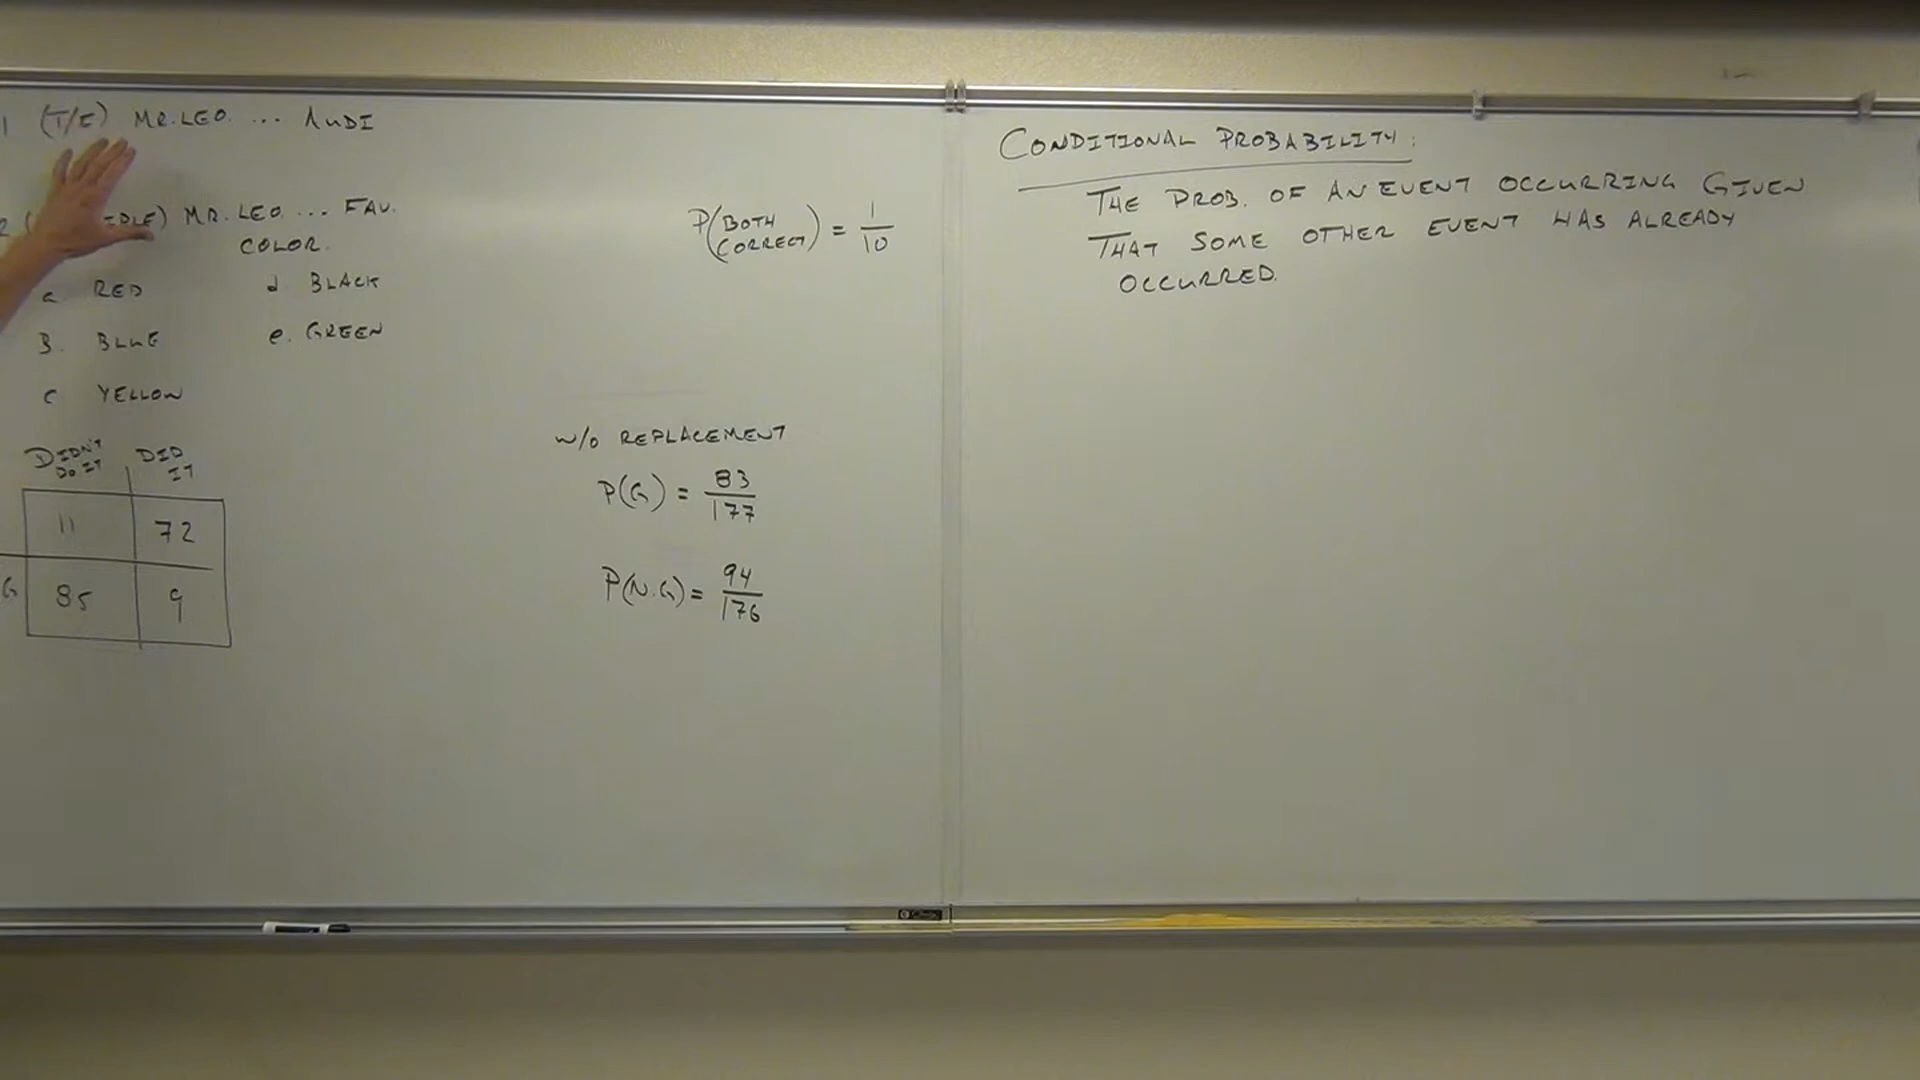 1 (T/F) MR. LEO. ... AUDI
2 ( MR. LEO. ... FAV.
COLOR.
a RED
d BLACK
B. BLUE
e. GREEN
c YELLOW
DIDN'T DO IT
DID IT
11 72
G 85 9
P(BOTH CORRECT) = 1/10
W/O REPLACEMENT
P(G) = 83/177
P(N.G) = 94/176
CONDITIONAL PROBABILITY:
THE PROB. OF AN EVENT OCCURRING GIVEN
THAT SOME OTHER EVENT HAS ALREADY
OCCURRED.